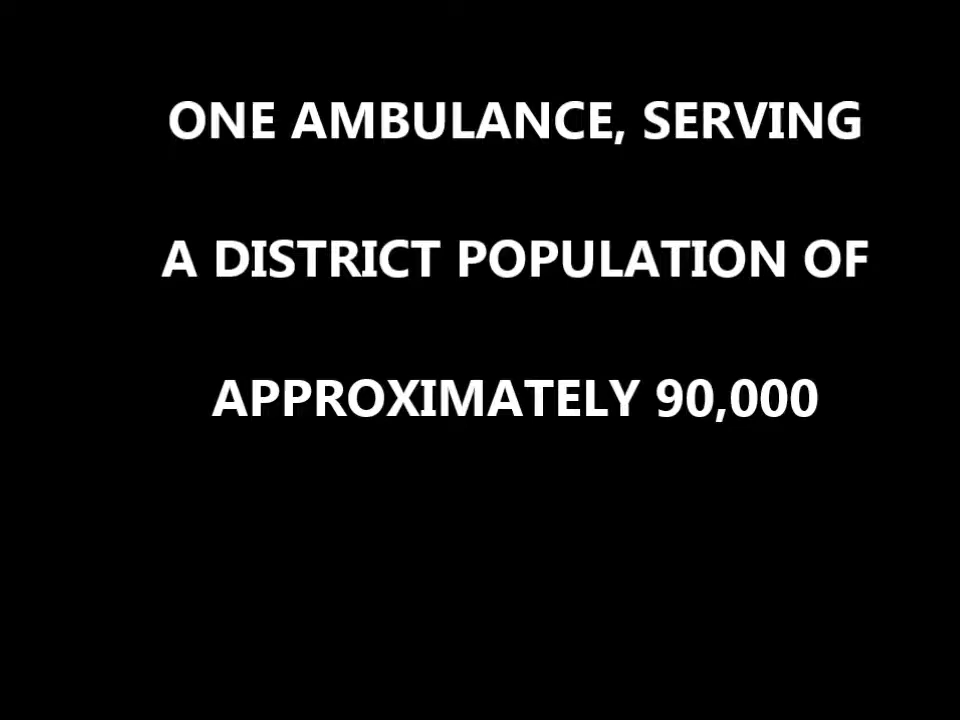 ONE AMBULANCE, SERVING
A DISTRICT POPULATION OF
APPROXIMATELY 90,000